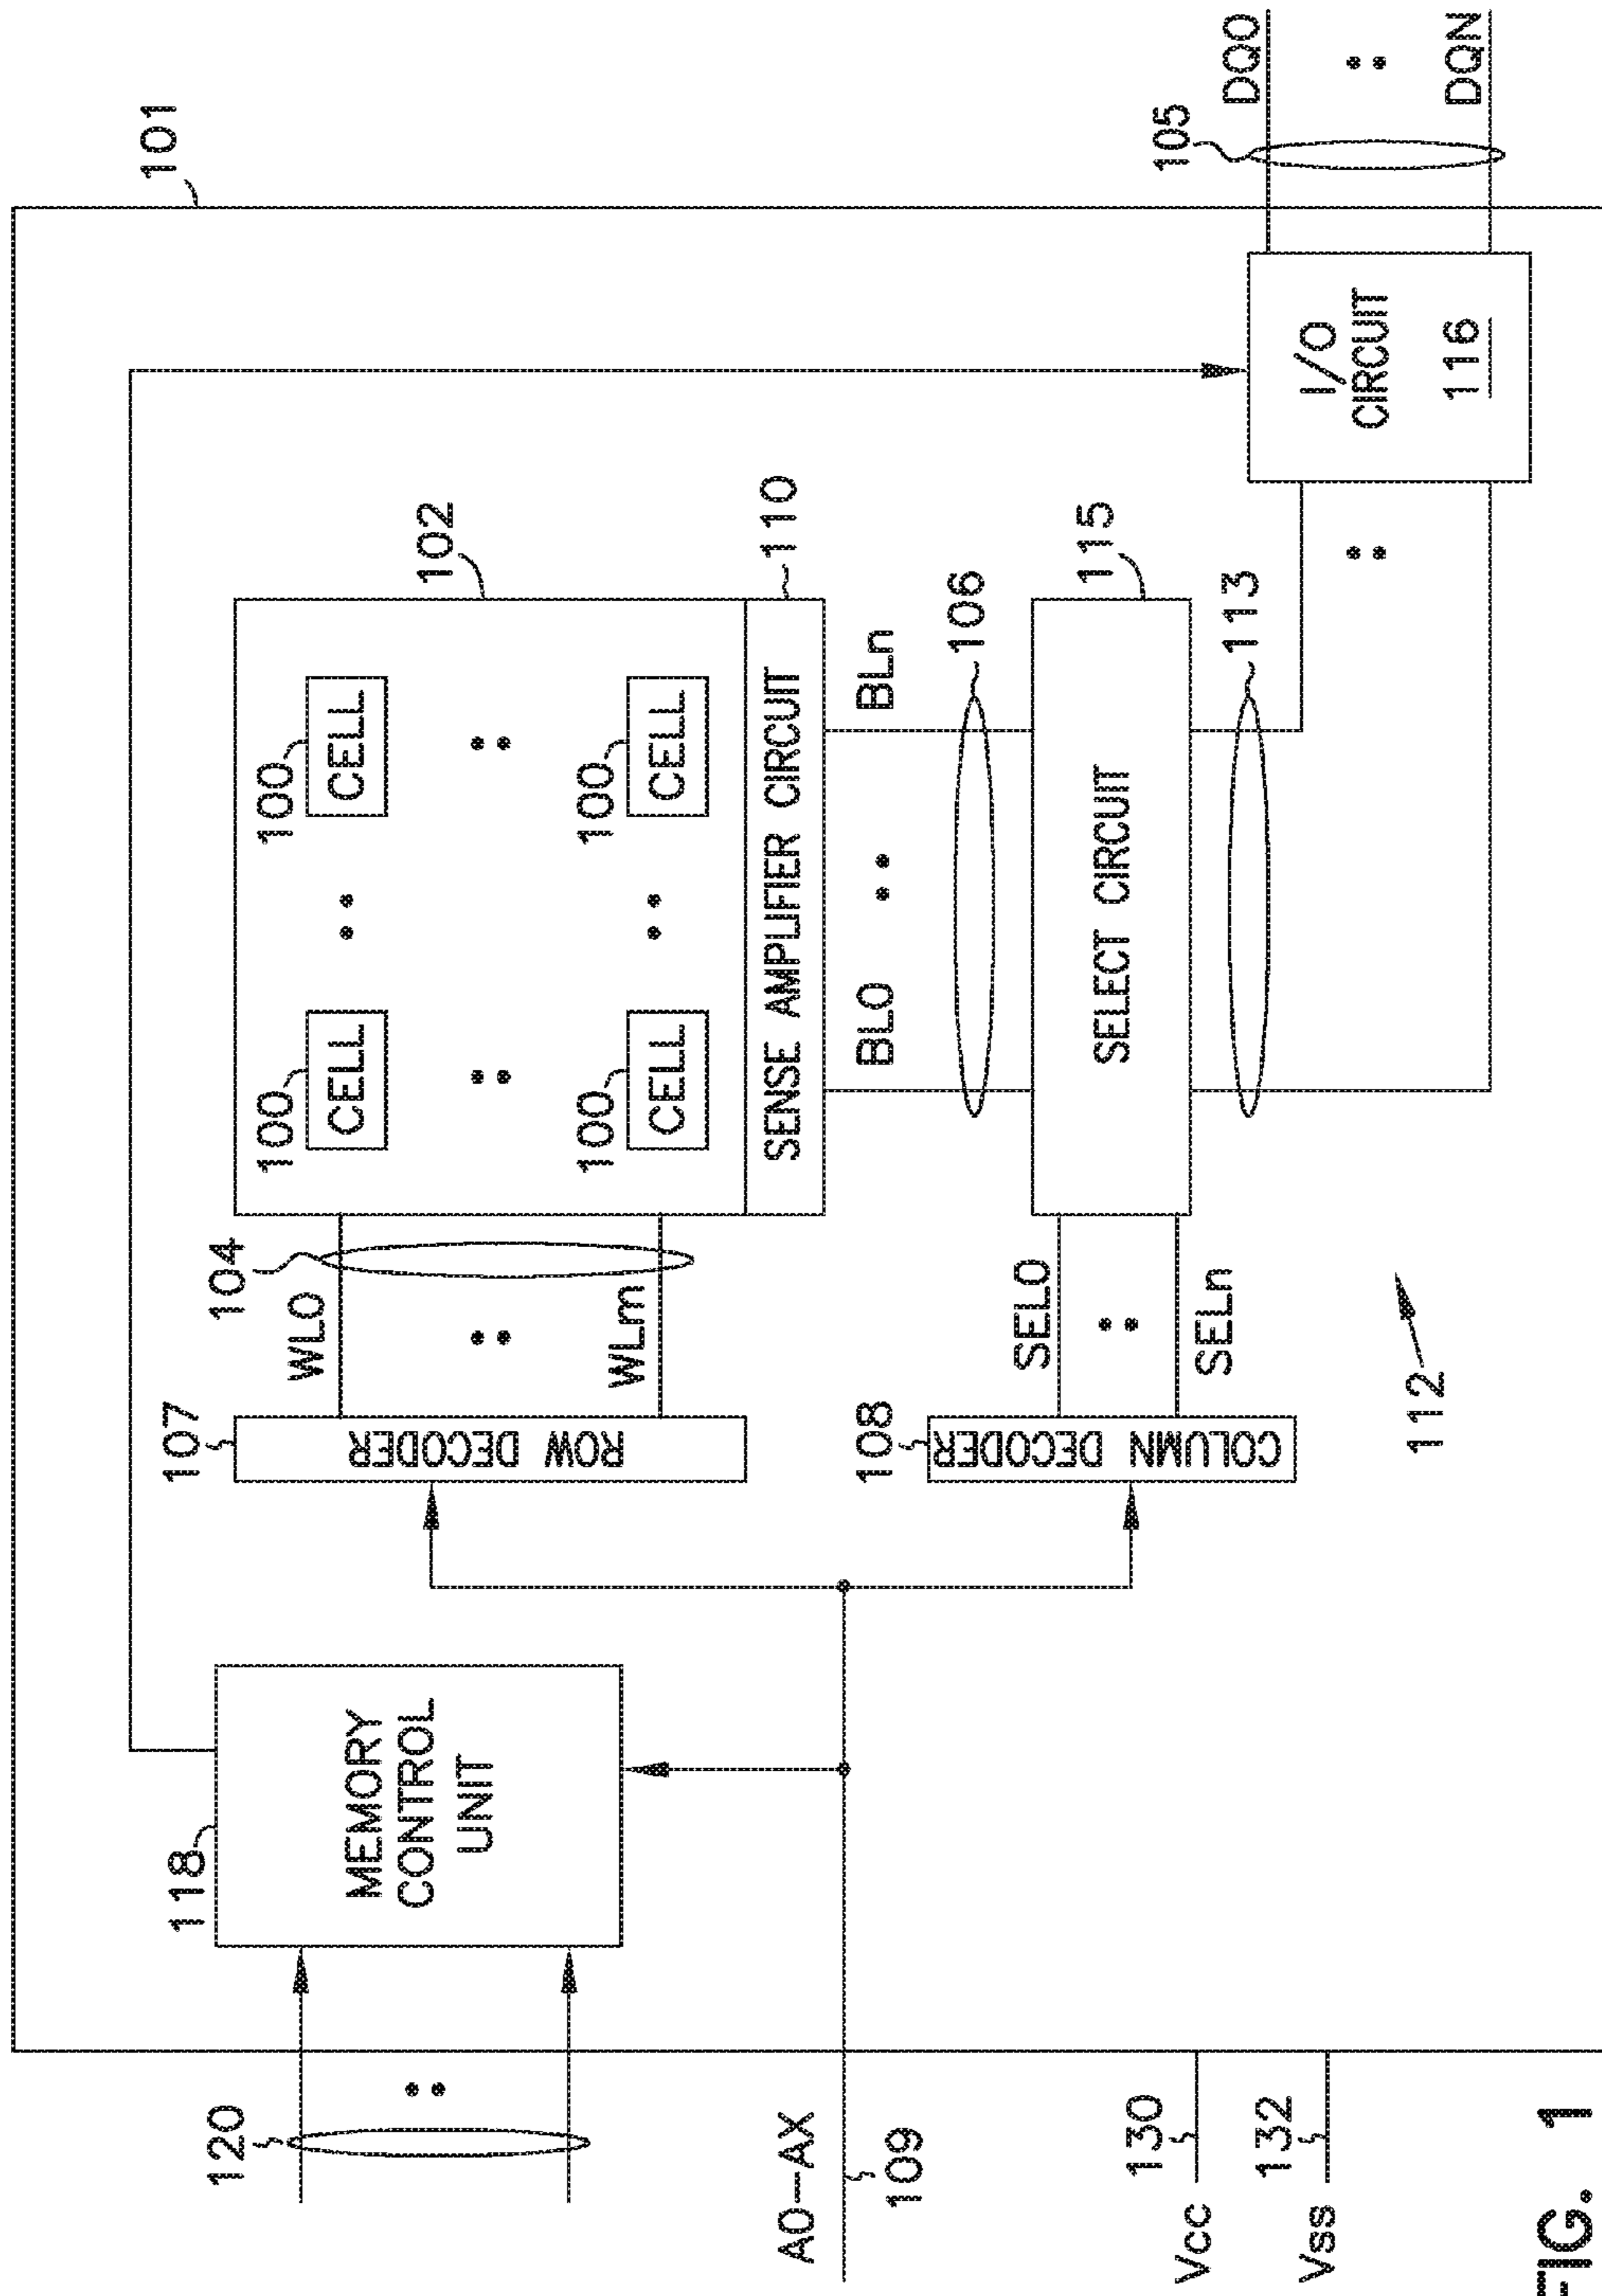 101
118
MEMORY
CONTROL
UNIT
120
107
ROW DECODER
WL0
WLm
104
102
100
CELL
100
CELL
100
CELL
100
CELL
SENSE AMPLIFIER CIRCUIT
110
BL0
BLn
106
A0-AX
109
108
COLUMN DECODER
SEL0
SELn
SELECT CIRCUIT
115
113
105
DQ0
DQN
I/O
CIRCUIT
116
112
Vcc
130
Vss
132
FIG. 1